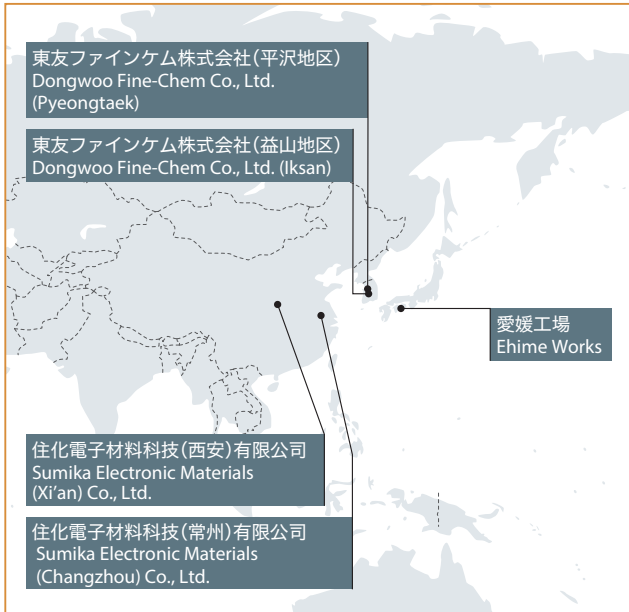 東友ファインケム株式会社（平沢地区）
Dongwoo Fine-Chem Co., Ltd.
(Pyeongtaek)
東友ファインケム株式会社（益山地区）
Dongwoo Fine-Chem Co., Ltd. (Iksan)
愛媛工場
Ehime Works
住化電子材料科技（西安）有限公司
Sumika Electronic Materials
(Xi’an) Co., Ltd.
住化電子材料科技（常州）有限公司
Sumika Electronic Materials
(Changzhou) Co., Ltd.